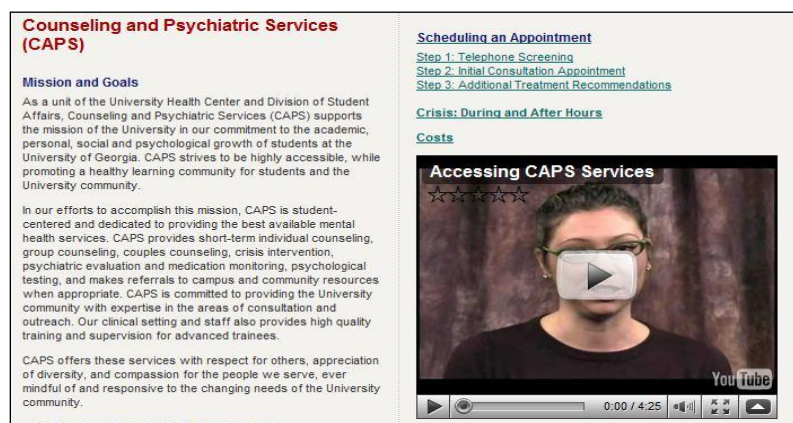 Counseling and Psychiatric Services
(CAPS)
Mission and Goals
As a unit of the University Health Center and Division of Student
Affairs, Counseling and Psychiatric Services (CAPS) supports
the mission of the University in our commitment to the academic,
personal, social and psychological growth of students at the
University of Georgia. CAPS strives to be highly accessible, while
promoting a healthy learning community for students and the
University community.
In our efforts to accomplish this mission, CAPS is student-
centered and dedicated to providing the best available mental
health services. CAPS provides short-term individual counseling,
group counseling, couples counseling, crisis intervention,
psychiatric evaluation and medication monitoring, psychological
testing, and makes referrals to campus and community resources
when appropriate. CAPS is committed to providing the University
community with expertise in the areas of consultation and
outreach. Our clinical setting and staff also provides high quality
training and supervision for advanced trainees.
CAPS offers these services with respect for others, appreciation
of diversity, and compassion for the people we serve, ever
mindful of and responsive to the changing needs of the University
community.
Scheduling an Appointment
Step 1: Telephone Screening
Step 2: Initial Consultation Appointment
Step 3: Additional Treatment Recommendations
Crisis: During and After Hours
Costs
Accessing CAPS Services
YouTube
0:00 / 4:25